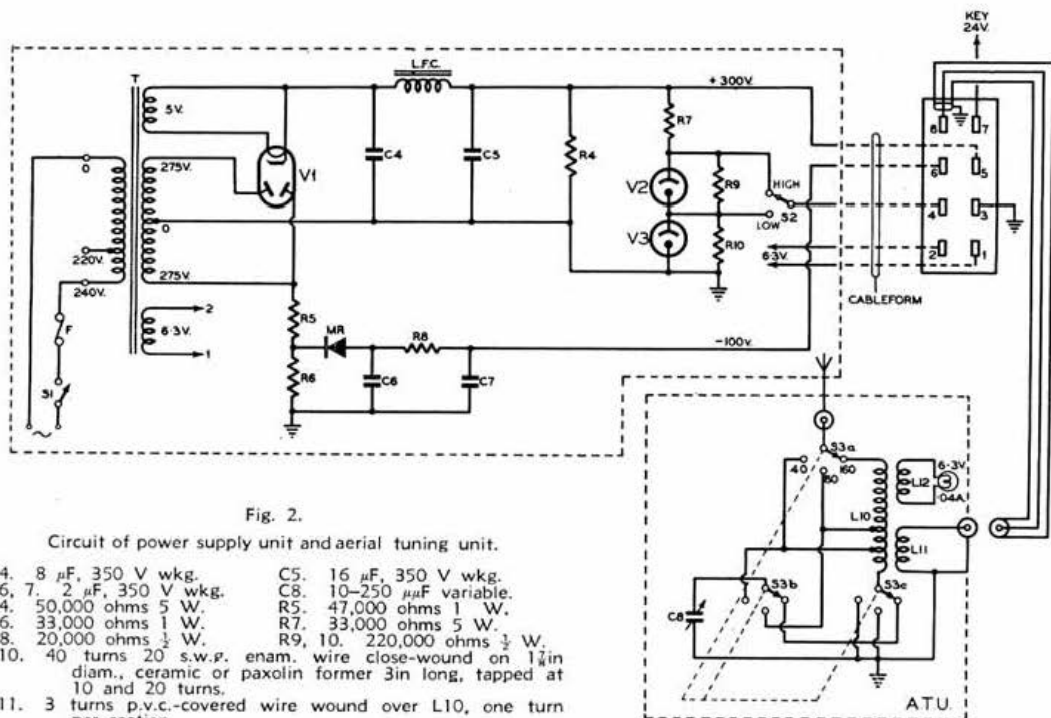 KEY
24V.
T
L.F.C.
+300V.
5V.
R7
8
7
C4
C5
R4
275V.
V1
V2
R9
HIGH
6
5
O
S2
4
3
O
LOW
V3
R10
6·3V.
2
1
220V.
275V.
240V.
CABLEFORM
2
R5
F
6·3V.
MR
R8
-100V.
1
R6
C6
C7
S1
S3a
40
160
80
6·3V.
L12
·04A.
L10
L11
S3b
S3c
C8
A.T.U.
Fig. 2.
Circuit of power supply unit and aerial tuning unit.
4. 8 μF, 350 V wkg. C5. 16 μF, 350 V wkg.
6, 7. 2 μF, 350 V wkg. C8. 10-250 μμF variable.
4. 50,000 ohms 5 W. R5. 47,000 ohms 1 W.
6. 33,000 ohms 1 W. R7. 33,000 ohms 5 W.
8. 20,000 ohms ½ W. R9, 10. 220,000 ohms ½ W.
10. 40 turns 20 s.w.g. enam. wire close-wound on 1⅞in
diam., ceramic or paxolin former 3in long, tapped at
10 and 20 turns.
11. 3 turns p.v.c.-covered wire wound over L10, one turn